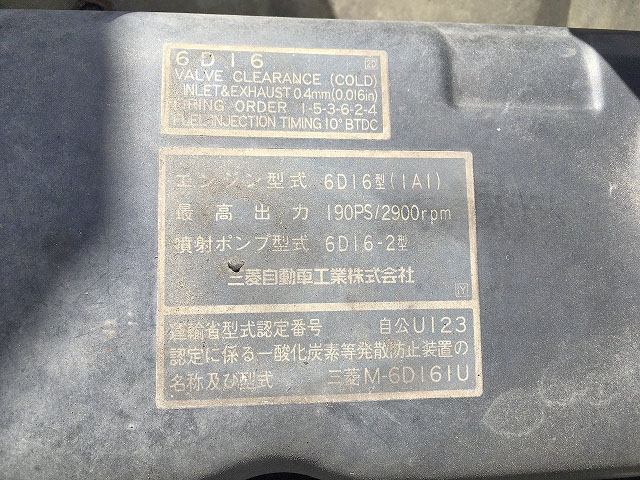 6D16
VALVE CLEARANCE (COLD)
INLET&EXHAUST 0.4mm(0.016in)
FIRING ORDER 1-5-3-6-2-4
FUEL INJECTION TIMING 10° BTDC
エンジン型式 6D16型(1A1)
最高出力 190PS/2900rpm
噴射ポンプ型式 6D16-2型
三菱自動車工業株式会社
運輸省型式認定番号 自公U123
認定に係る一酸化炭素等発散防止装置の
名称及び型式 三菱M-6D161U